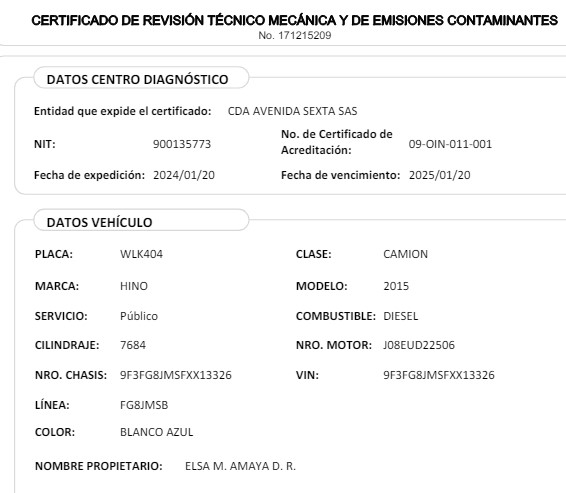 CERTIFICADO DE REVISIÓN TÉCNICO MECÁNICA Y DE EMISIONES CONTAMINANTES
No. 171215209
DATOS CENTRO DIAGNÓSTICO
Entidad que expide el certificado: CDA AVENIDA SEXTA SAS
NIT: 900135773 No. de Certificado de Acreditación: 09-OIN-011-001
Fecha de expedición: 2024/01/20 Fecha de vencimiento: 2025/01/20
DATOS VEHÍCULO
PLACA: WLK404 CLASE: CAMION
MARCA: HINO MODELO: 2015
SERVICIO: Público COMBUSTIBLE: DIESEL
CILINDRAJE: 7684 NRO. MOTOR: J08EUD22506
NRO. CHASIS: 9F3FG8JMSFXX13326 VIN: 9F3FG8JMSFXX13326
LÍNEA: FG8JMSB
COLOR: BLANCO AZUL
NOMBRE PROPIETARIO: ELSA M. AMAYA D. R.